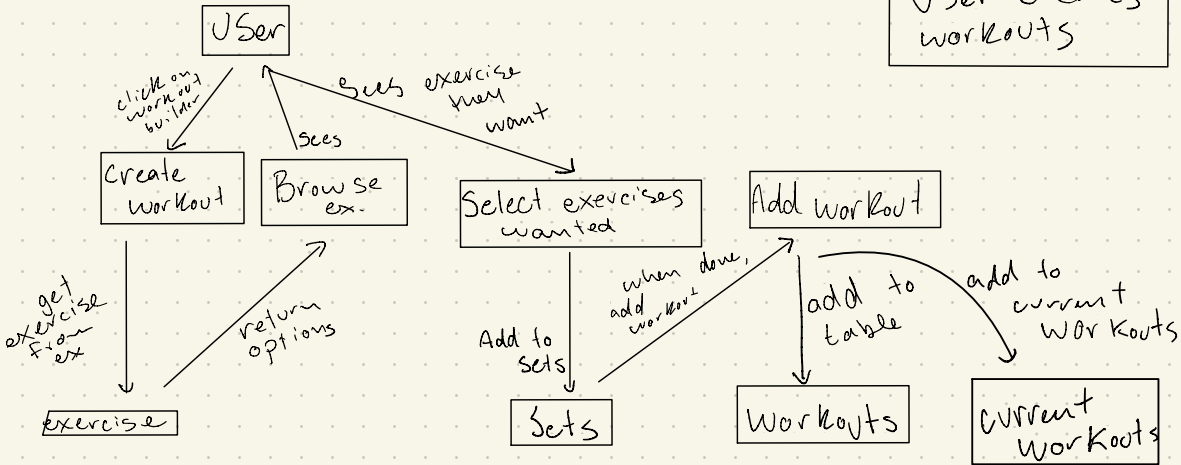 User
workouts
User
click on
workout
builder
Sees
Sees exercise
they
want
Create
workout
Browse
ex.
Select exercises
wanted
Add workout
get
exercise
from
ex
return
options
Add to
sets
when done,
add
workout
add to
table
add to
current
workouts
exercise
Sets
Workouts
current
workouts